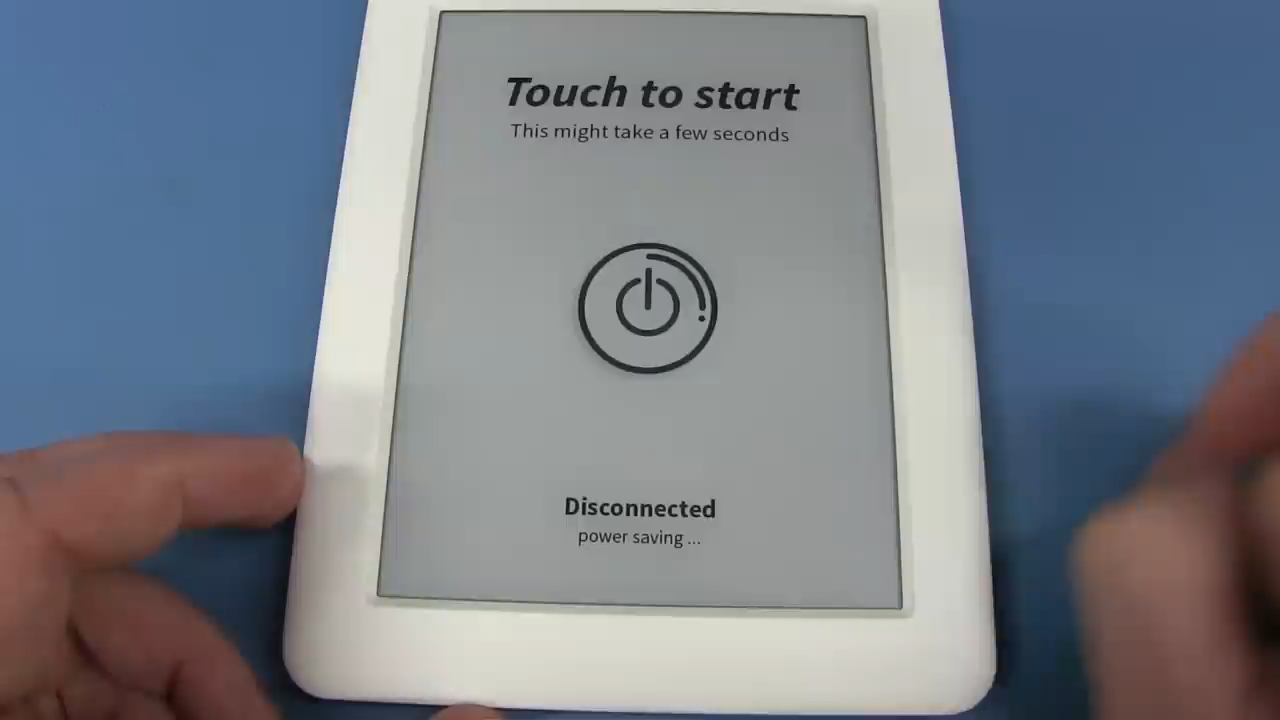 Touch to start
This might take a few seconds
Disconnected
power saving ...